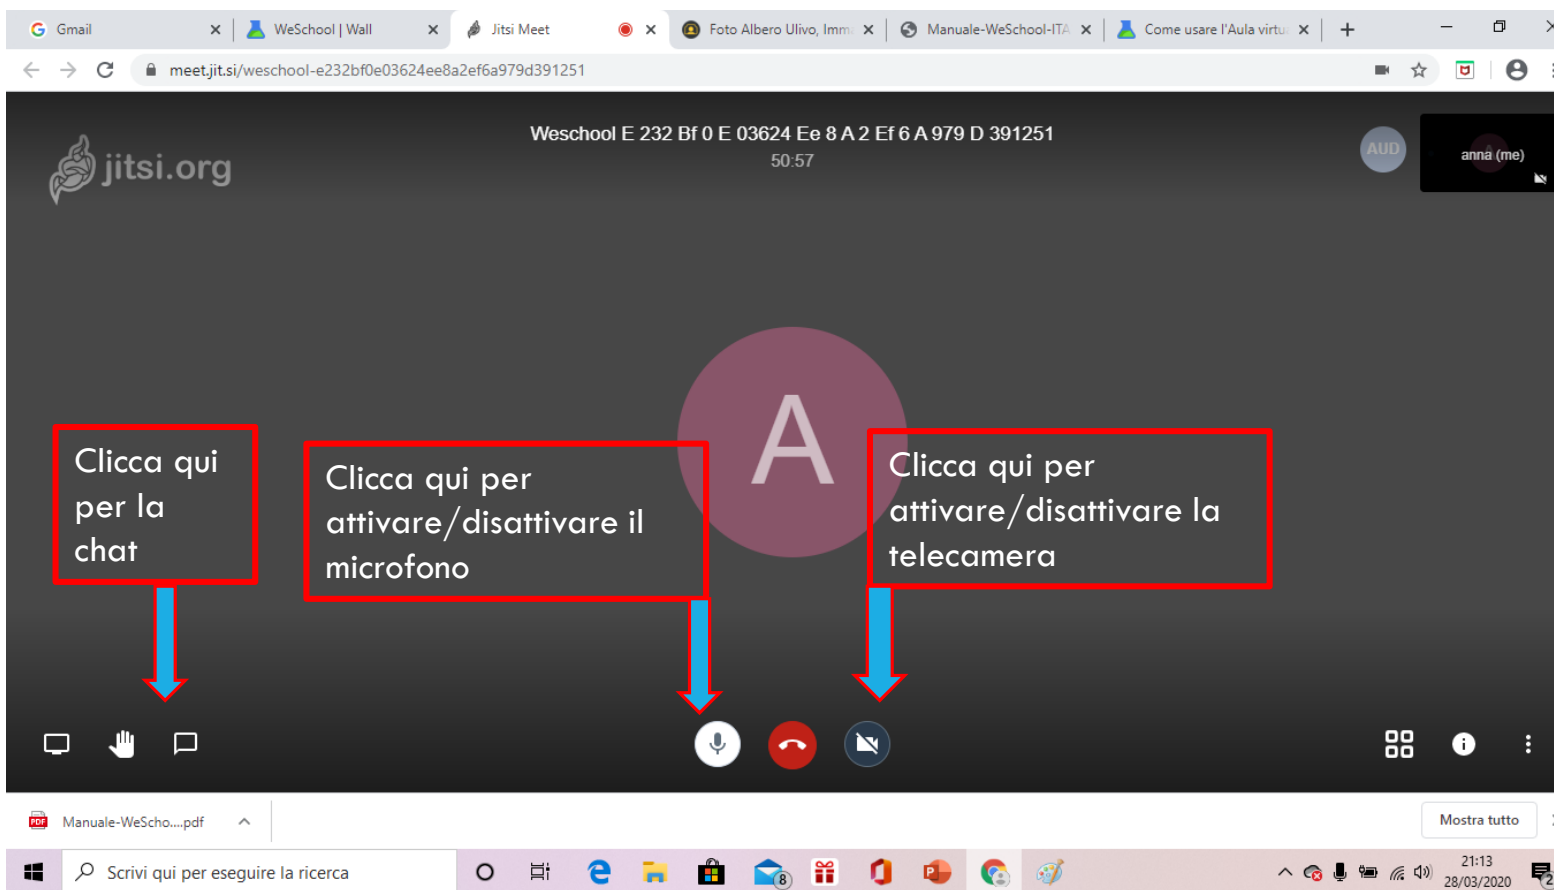 Gmail
WeSchool | Wall
Jitsi Meet
Foto Albero Ulivo, Imm
Manuale-WeSchool-ITA
Come usare l'Aula virtu
meet.jit.si/weschool-e232bf0e03624ee8a2ef6a979d391251
jitsi.org
Weschool E 232 Bf 0 E 03624 Ee 8 A 2 Ef 6 A 979 D 391251
50:57
AUD
anna (me)
A
Clicca qui
per la
chat
Clicca qui per
attivare/disattivare il
microfono
Clicca qui per
attivare/disattivare la
telecamera
PDF
Manuale-WeScho....pdf
Mostra tutto
Scrivi qui per eseguire la ricerca
8
21:13
28/03/2020
2